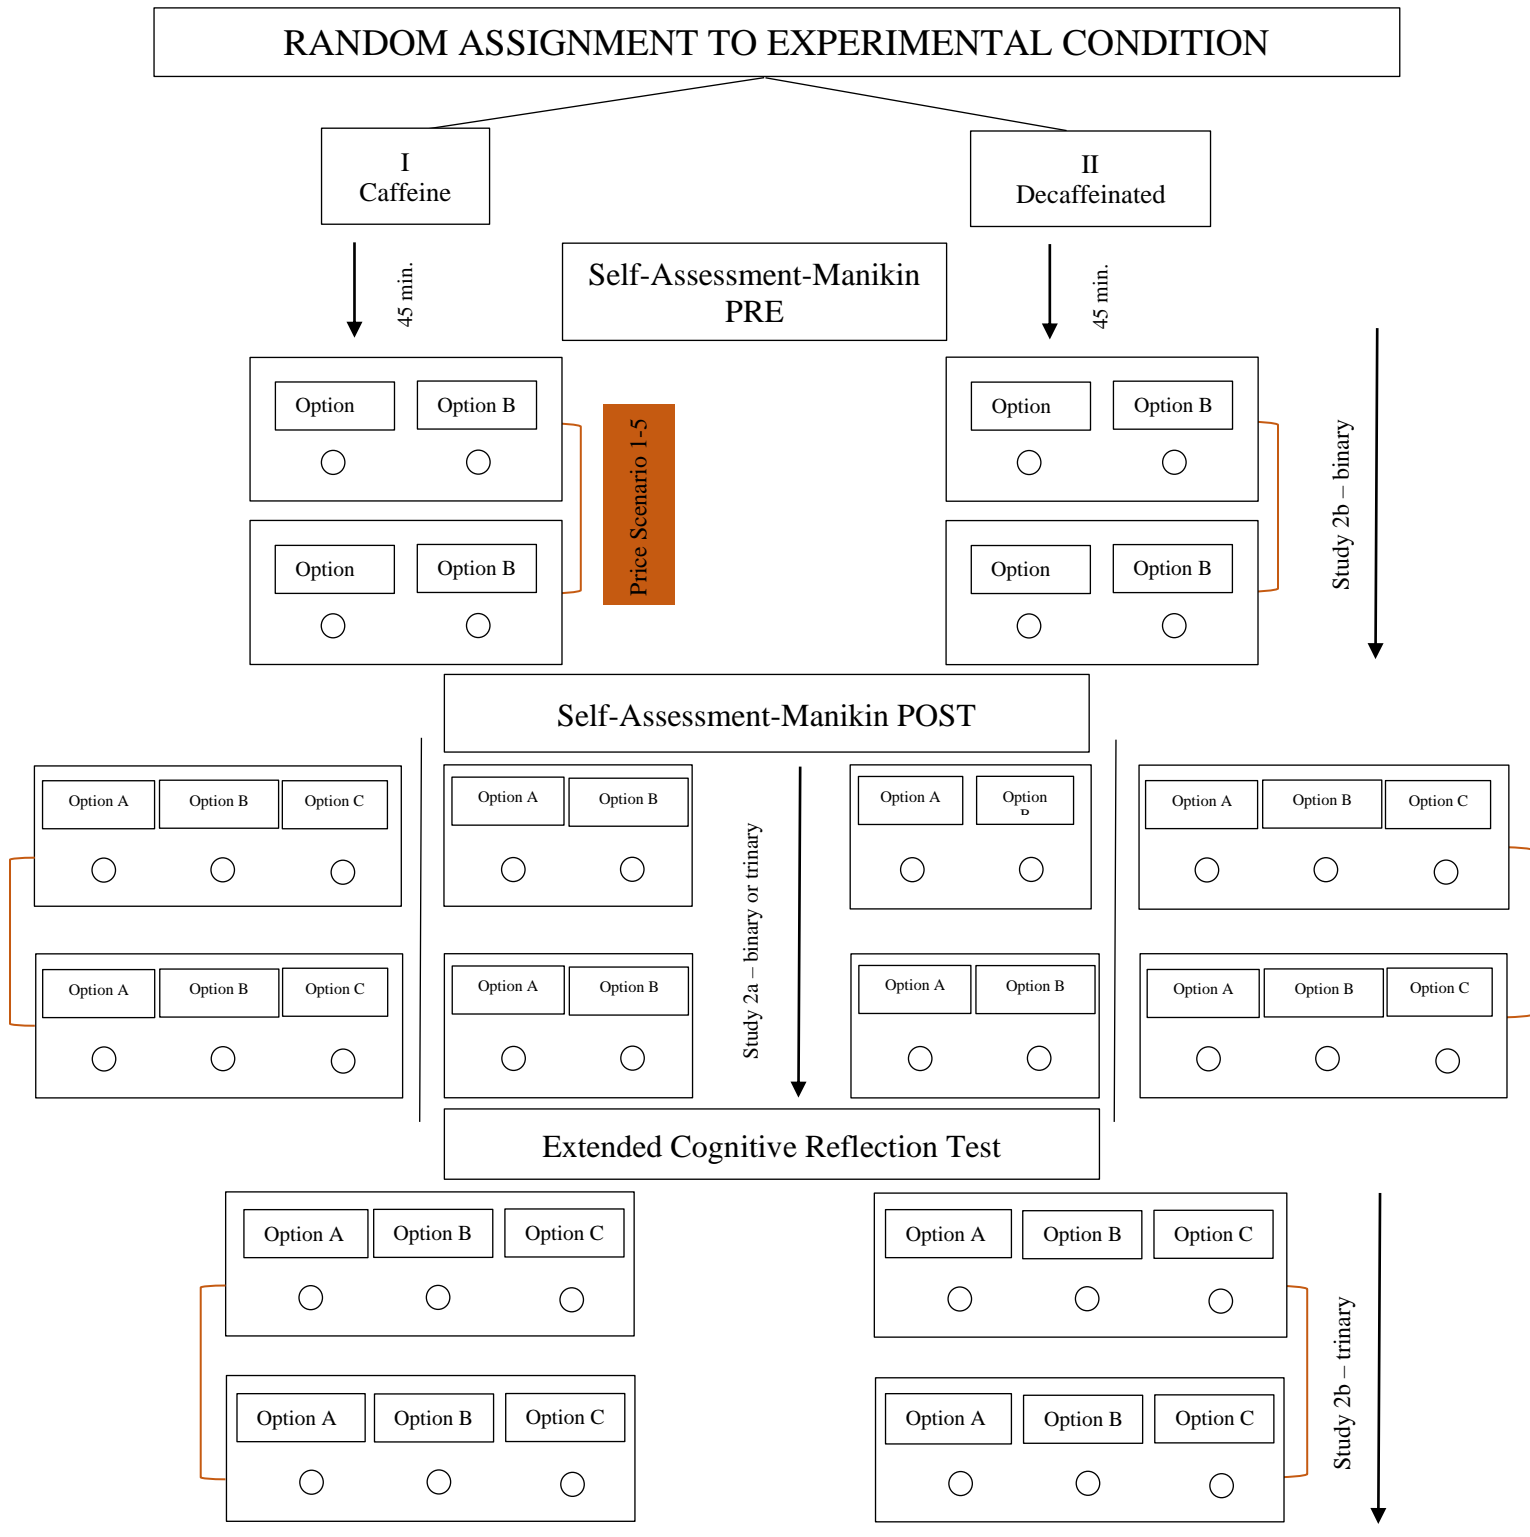 RANDOM ASSIGNMENT TO EXPERIMENTAL CONDITION
I
Caffeine
II
Decaffeinated
45 min.
Self-Assessment-Manikin
PRE
45 min.
Option
Option B
Option
Option B
Price Scenario 1-5
Option
Option B
Option
Option B
Study 2b – binary
Self-Assessment-Manikin POST
Option A
Option B
Option C
Option A
Option B
Option A
Option
Option A
Option B
Option C
Study 2a – binary or trinary
Option A
Option B
Option C
Option A
Option B
Option A
Option B
Option A
Option B
Option C
Extended Cognitive Reflection Test
Option A
Option B
Option C
Option A
Option B
Option C
Study 2b – trinary
Option A
Option B
Option C
Option A
Option B
Option C